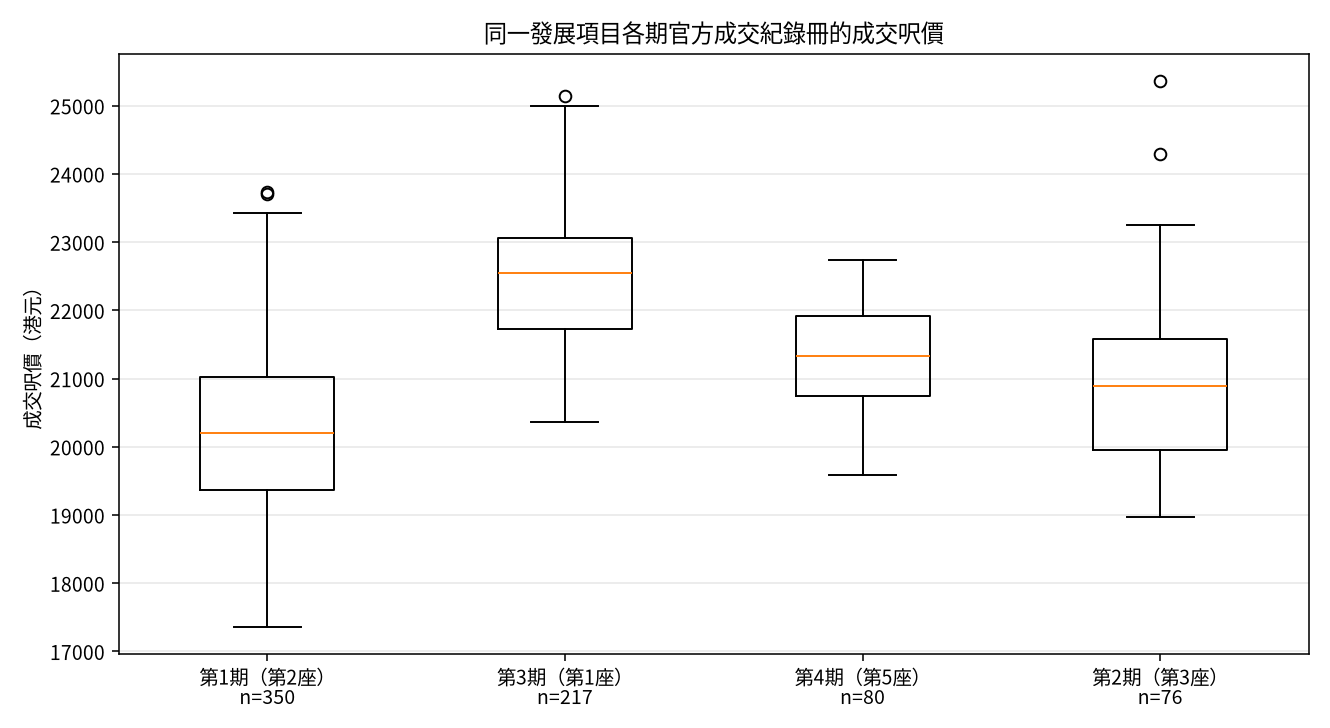 同一發展項目各期官方成交紀錄冊的成交呎價
成交呎價（港元）
25000
24000
23000
22000
21000
20000
19000
18000
17000
第1期（第2座）
n=350
第3期（第1座）
n=217
第4期（第5座）
n=80
第2期（第3座）
n=76